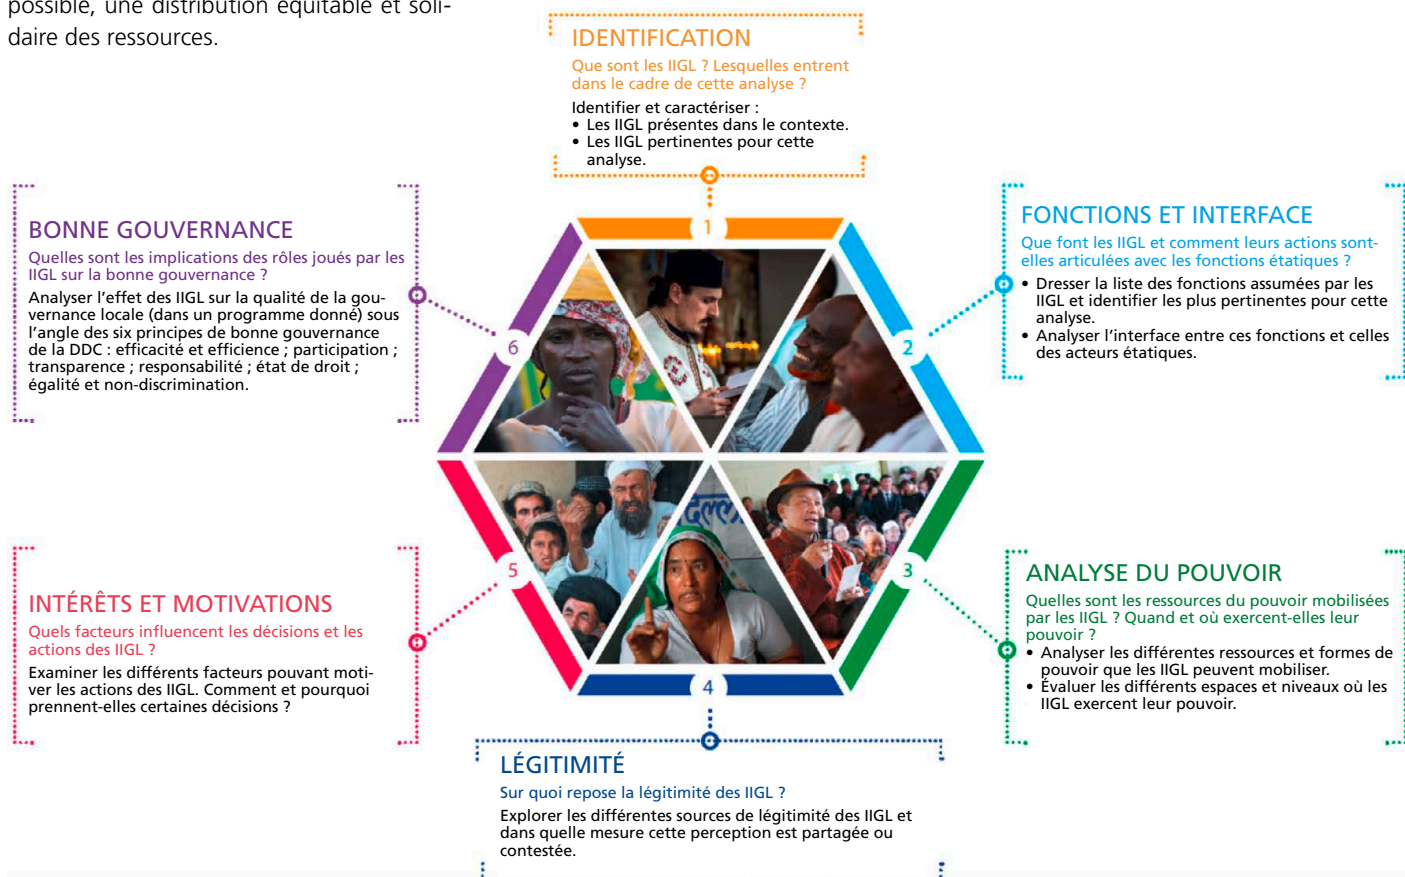 possible, une distribution équitable et soli-
daire des ressources.
IDENTIFICATION
Que sont les IIGL ? Lesquelles entrent
dans le cadre de cette analyse ?
Identifier et caractériser :
• Les IIGL présentes dans le contexte.
• Les IIGL pertinentes pour cette
analyse.
1
FONCTIONS ET INTERFACE
Que font les IIGL et comment leurs actions sont-
elles articulées avec les fonctions étatiques ?
• Dresser la liste des fonctions assumées par les
IIGL et identifier les plus pertinentes pour cette
analyse.
• Analyser l’interface entre ces fonctions et celles
des acteurs étatiques.
2
ANALYSE DU POUVOIR
Quelles sont les ressources du pouvoir mobilisées
par les IIGL ? Quand et où exercent-elles leur
pouvoir ?
• Analyser les différentes ressources et formes de
pouvoir que les IIGL peuvent mobiliser.
• Évaluer les différents espaces et niveaux où les
IIGL exercent leur pouvoir.
3
4
LÉGITIMITÉ
Sur quoi repose la légitimité des IIGL ?
Explorer les différentes sources de légitimité des IIGL et
dans quelle mesure cette perception est partagée ou
contestée.
INTÉRÊTS ET MOTIVATIONS
Quels facteurs influencent les décisions et les
actions des IIGL ?
Examiner les différents facteurs pouvant moti-
ver les actions des IIGL. Comment et pourquoi
prennent-elles certaines décisions ?
5
BONNE GOUVERNANCE
Quelles sont les implications des rôles joués par les
IIGL sur la bonne gouvernance ?
Analyser l’effet des IIGL sur la qualité de la gou-
vernance locale (dans un programme donné) sous
l’angle des six principes de bonne gouvernance
de la DDC : efficacité et efficience ; participation ;
transparence ; responsabilité ; état de droit ;
égalité et non-discrimination.
6